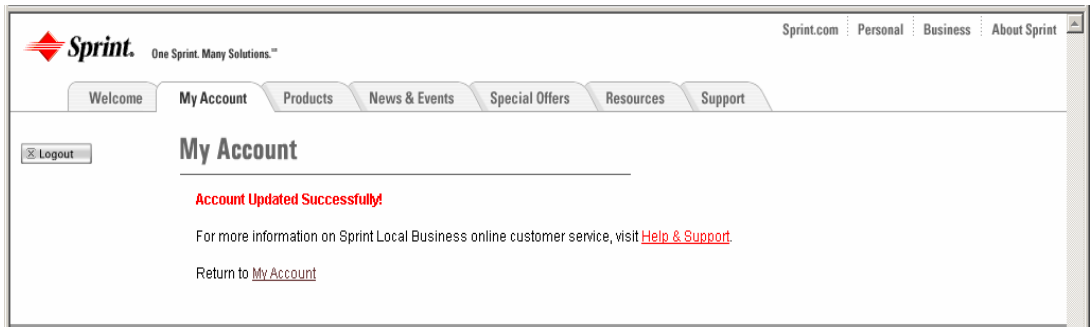 Sprint.com Personal Business About Sprint
Sprint. One Sprint. Many Solutions.℠
Welcome My Account Products News & Events Special Offers Resources Support
Logout
My Account
Account Updated Successfully!
For more information on Sprint Local Business online customer service, visit Help & Support.
Return to My Account